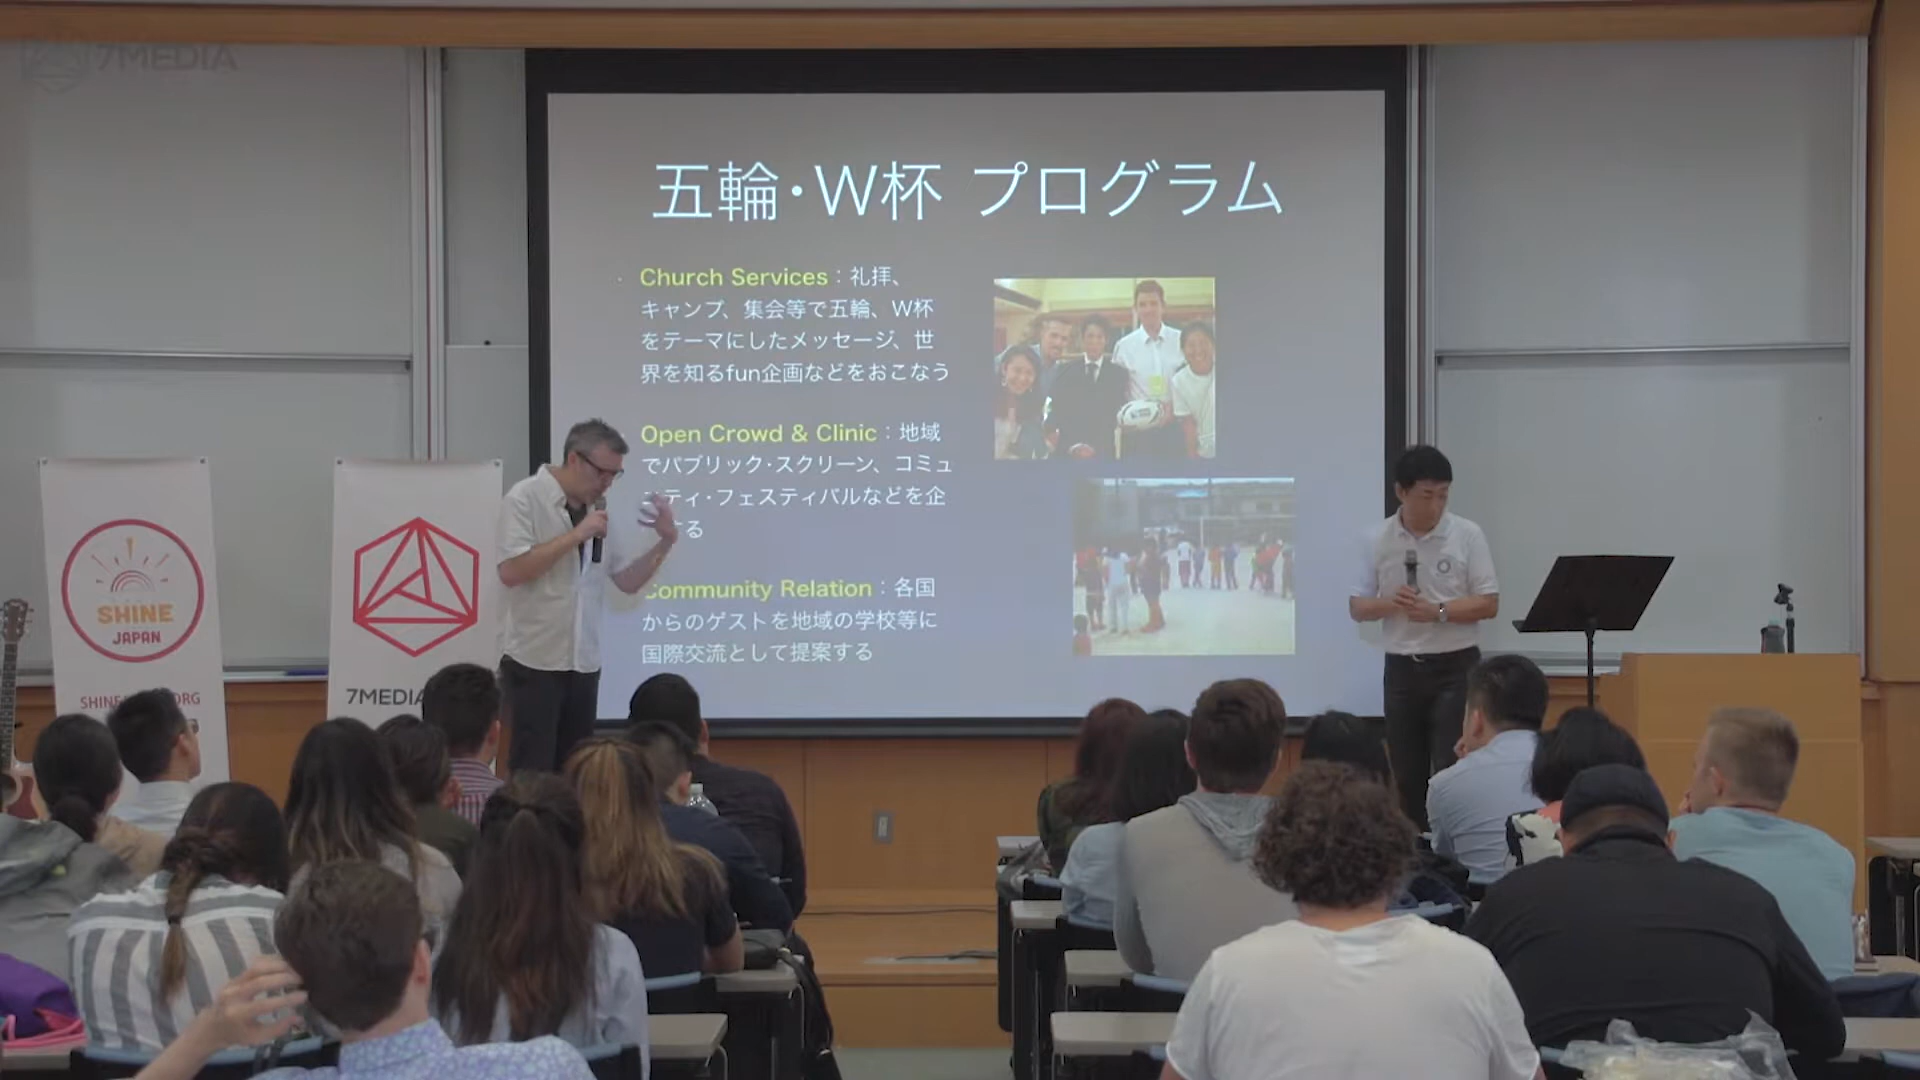 7MEDIA
五輪・W杯 プログラム
Church Services：礼拝、
キャンプ、集会等で五輪、W杯
をテーマにしたメッセージ、世
界を知るfun企画などをおこなう
Open Crowd & Clinic：地域
でパブリック・スクリーン、コミュ
ティ・フェスティバルなどを企
する
Community Relation：各国
からのゲストを地域の学校等に
国際交流として提案する
SHINE
JAPAN
7MEDIA